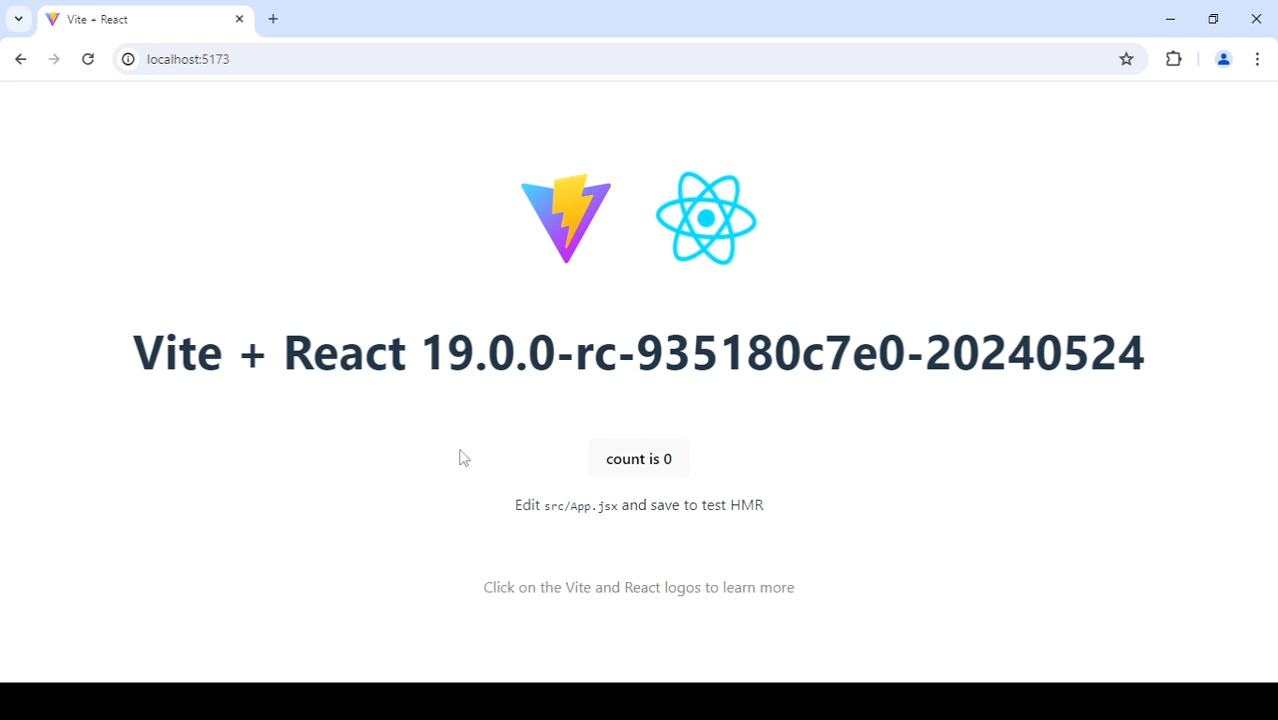 Vite + React
localhost:5173
Vite + React 19.0.0-rc-935180c7e0-20240524
count is 0
Edit src/App.jsx and save to test HMR
Click on the Vite and React logos to learn more